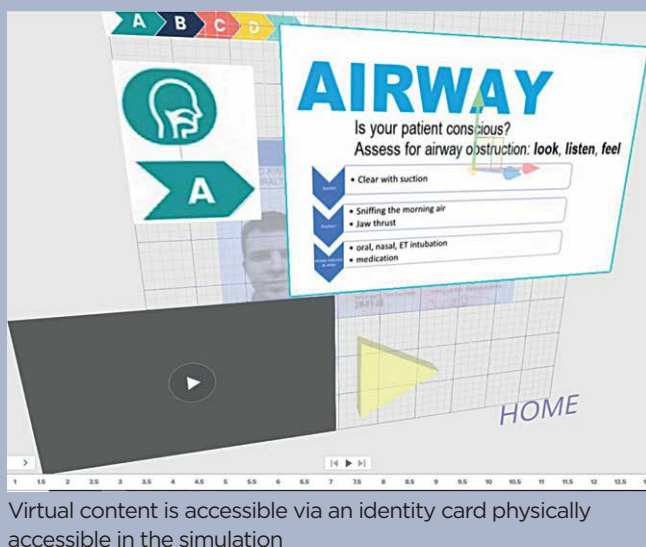 A B C D
AIRWAY
Is your patient conscious?
Assess for airway obstruction: look, listen, feel
• Clear with suction
• Sniffing the morning air
• Jaw thrust
• oral, nasal, ET intubation
• medication
A
HOME
1 1.5 2 2.5 3 3.5 4 4.5 5 5.5 6 6.5 7 7.5 8 8.5 9 9.5 10 10.5 11 11.5 12 12.5
Virtual content is accessible via an identity card physically
accessible in the simulation